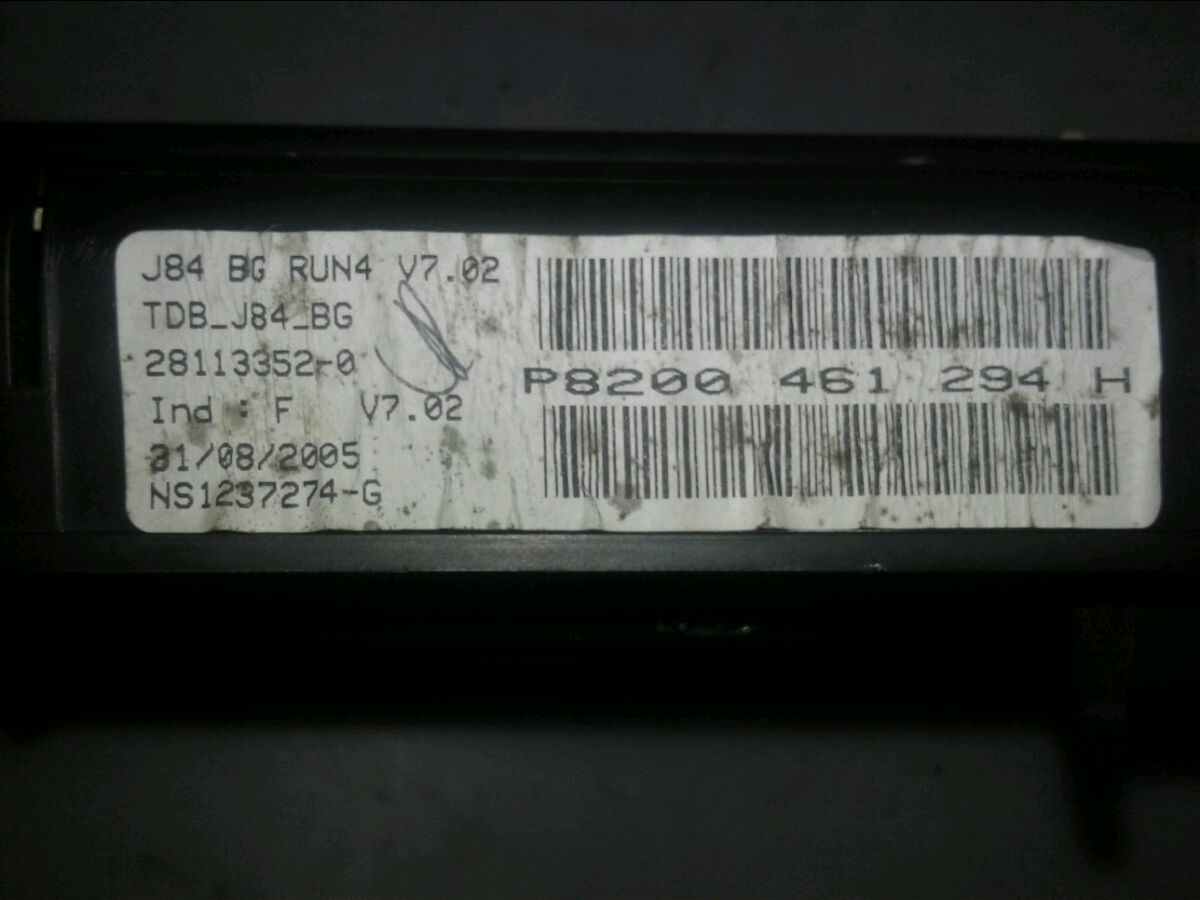 J84 BG RUN4 V7.02
TDB_J84_BG
28113352-0
Ind : F V7.02
31/08/2005
NS1237274-G
P8200 461 294 H